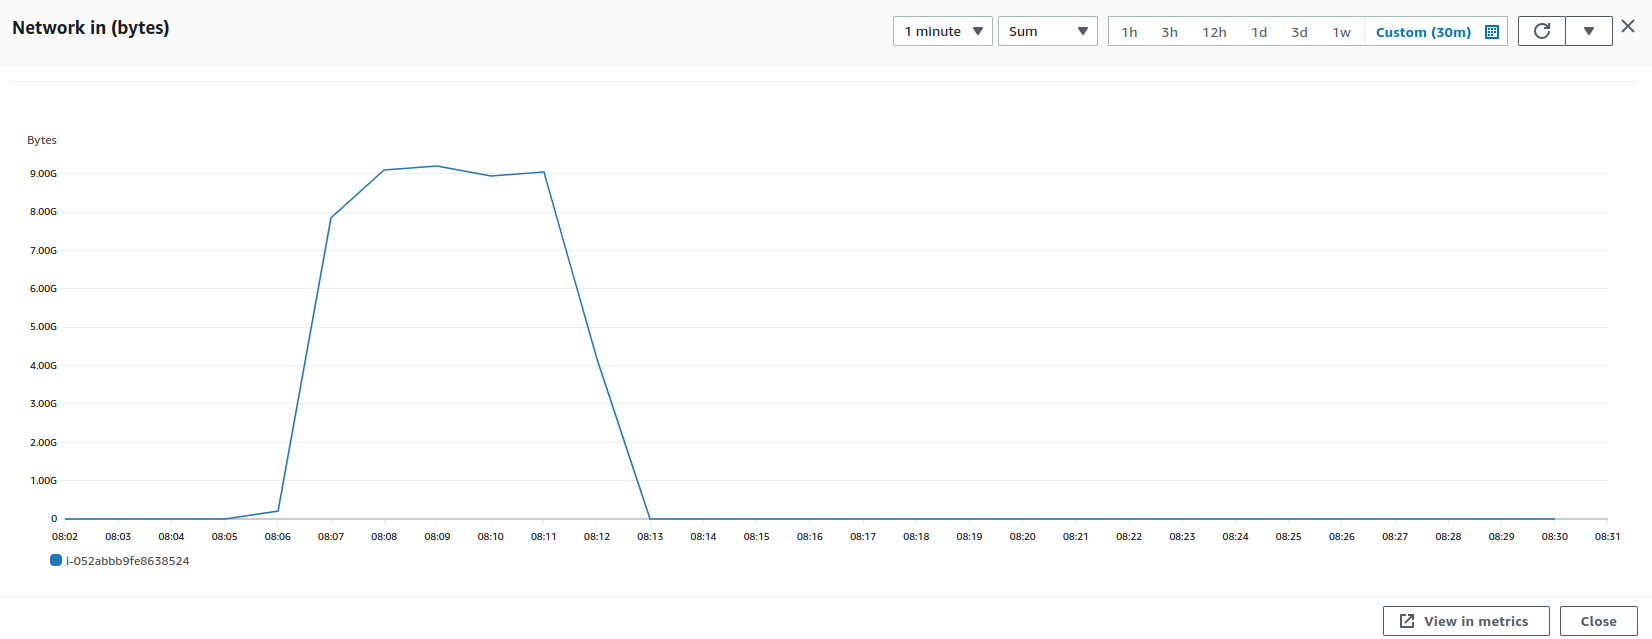 Network in (bytes)
1 minute
Sum
1h 3h 12h 1d 3d 1w Custom (30m)
Bytes
9.00G
8.00G
7.00G
6.00G
5.00G
4.00G
3.00G
2.00G
1.00G
0
08:02 08:03 08:04 08:05 08:06 08:07 08:08 08:09 08:10 08:11 08:12 08:13 08:14 08:15 08:16 08:17 08:18 08:19 08:20 08:21 08:22 08:23 08:24 08:25 08:26 08:27 08:28 08:29 08:30 08:31
i-052abbb9fe8638524
View in metrics
Close